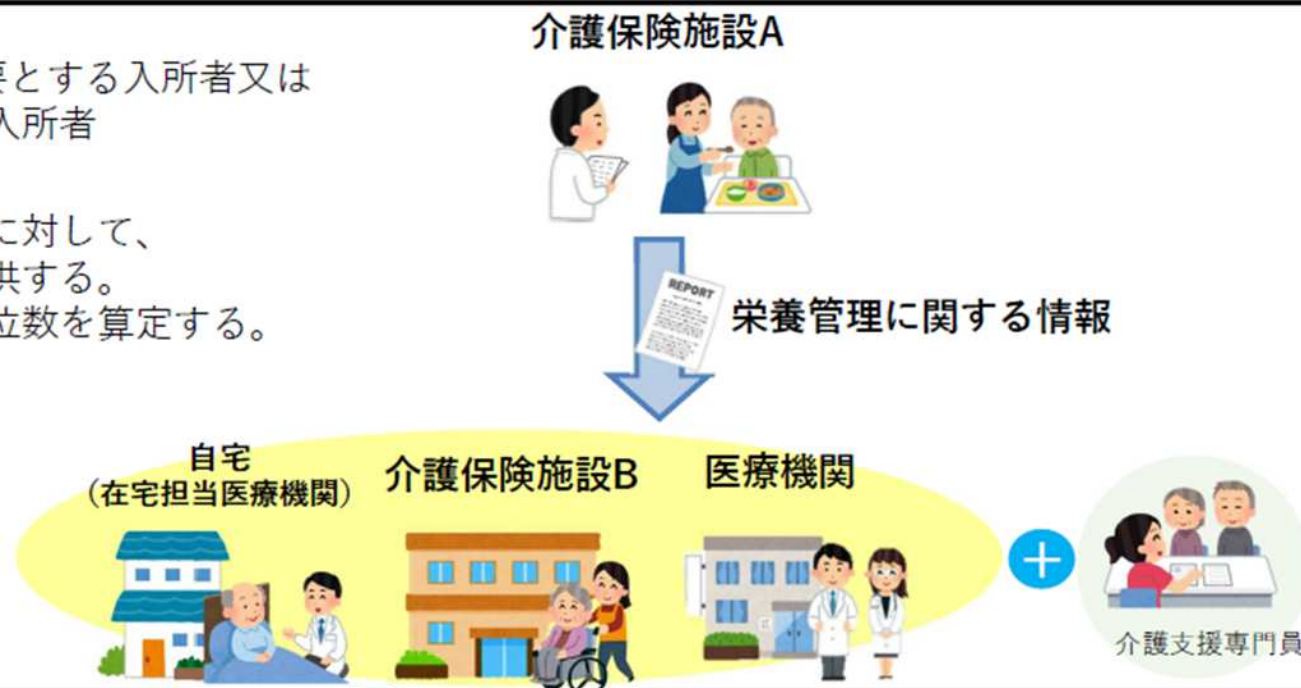 介護保険施設A
要とする入所者又は
入所者
に対して、
供する。
位数を算定する。
REPORT
栄養管理に関する情報
自宅
（在宅担当医療機関）
介護保険施設B
医療機関
介護支援専門員